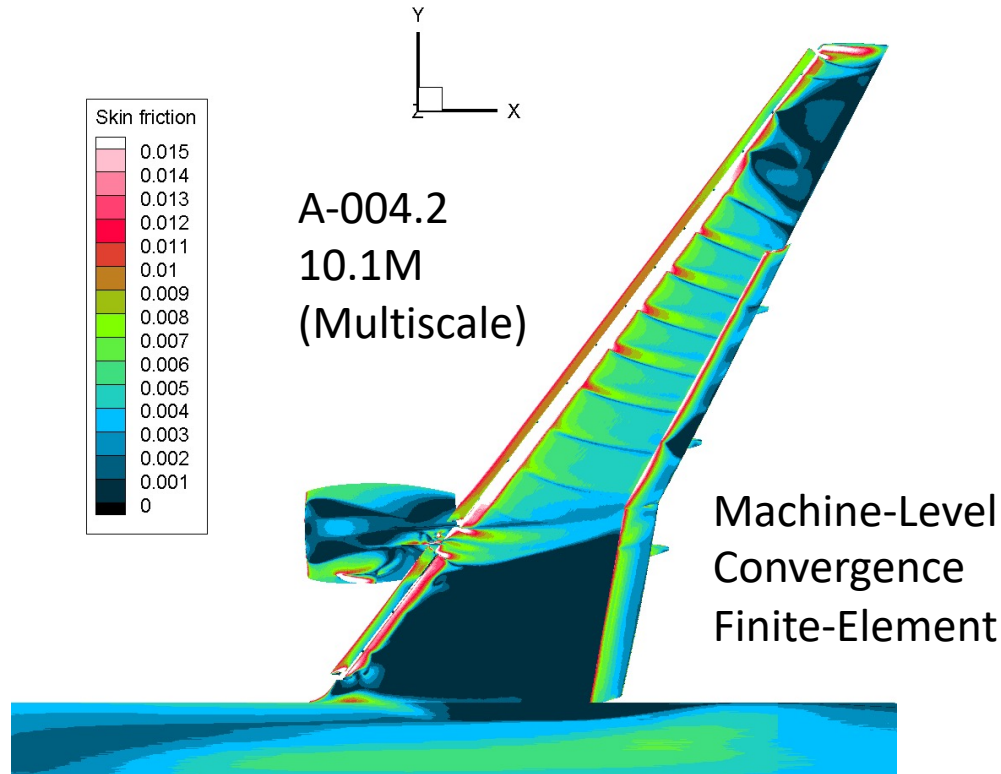 Y
Z
X
Skin friction
0.015
0.014
0.013
0.012
0.011
0.01
0.009
0.008
0.007
0.006
0.005
0.004
0.003
0.002
0.001
0
A-004.2
10.1M
(Multiscale)
Machine-Level
Convergence
Finite-Element